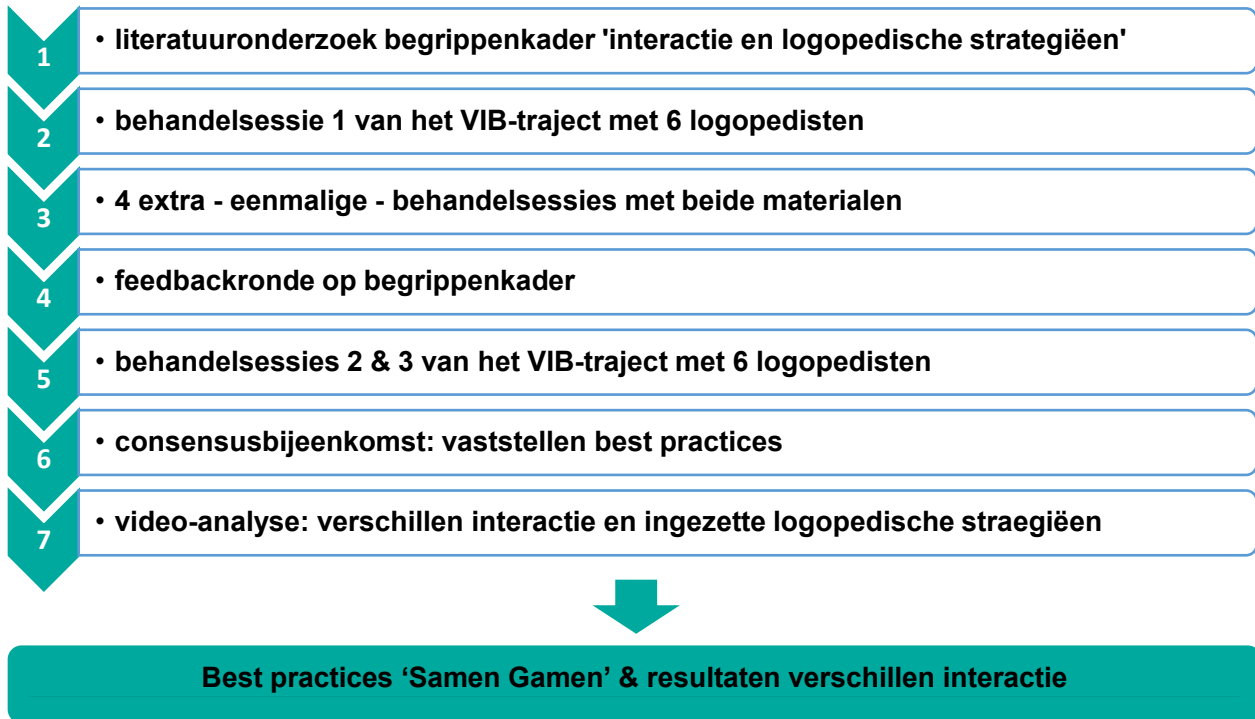 1
• literatuuronderzoek begrippenkader 'interactie en logopedische strategiëen'
2
• behandelsessie 1 van het VIB-traject met 6 logopedisten
3
• 4 extra - eenmalige - behandelsessies met beide materialen
4
• feedbackronde op begrippenkader
5
• behandelsessies 2 & 3 van het VIB-traject met 6 logopedisten
6
• consensusbijeenkomst: vaststellen best practices
7
• video-analyse: verschillen interactie en ingezette logopedische straegiëen
Best practices ‘Samen Gamen’ & resultaten verschillen interactie